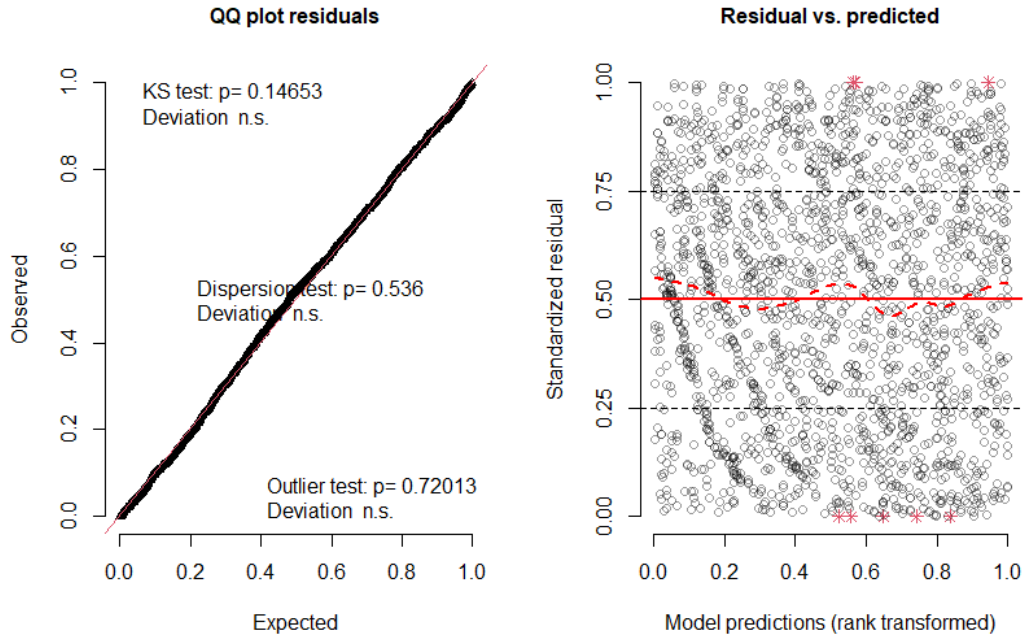 QQ plot residuals
KS test: p= 0.14653
Deviation n.s.
Dispersion test: p= 0.536
Deviation n.s.
Outlier test: p= 0.72013
Deviation n.s.
Observed
0.0 0.2 0.4 0.6 0.8 1.0
0.0 0.2 0.4 0.6 0.8 1.0
Expected
Residual vs. predicted
Standardized residual
0.00 0.25 0.50 0.75 1.00
0.0 0.2 0.4 0.6 0.8 1.0
Model predictions (rank transformed)